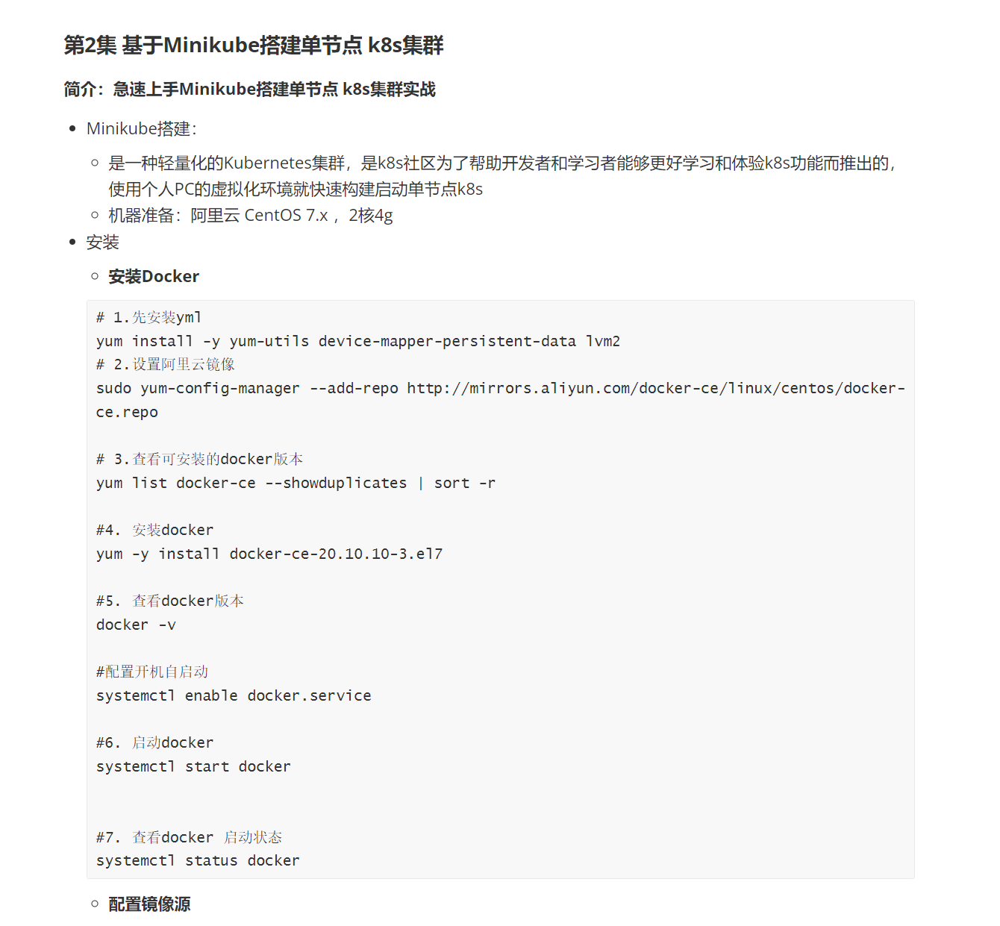 第2集 基于Minikube搭建单节点 k8s集群
简介：急速上手Minikube搭建单节点 k8s集群实战
Minikube搭建：
是一种轻量化的Kubernetes集群，是k8s社区为了帮助开发者和学习者能够更好学习和体验k8s功能而推出的，
使用个人PC的虚拟化环境就快速构建启动单节点k8s
机器准备：阿里云 CentOS 7.x ，2核4g
安装
安装Docker
# 1.先安装yml
yum install -y yum-utils device-mapper-persistent-data lvm2
# 2.设置阿里云镜像
sudo yum-config-manager --add-repo http://mirrors.aliyun.com/docker-ce/linux/centos/docker-
ce.repo
# 3.查看可安装的docker版本
yum list docker-ce --showduplicates | sort -r
#4. 安装docker
yum -y install docker-ce-20.10.10-3.el7
#5. 查看docker版本
docker -v
#配置开机自启动
systemctl enable docker.service
#6. 启动docker
systemctl start docker
#7. 查看docker 启动状态
systemctl status docker
配置镜像源